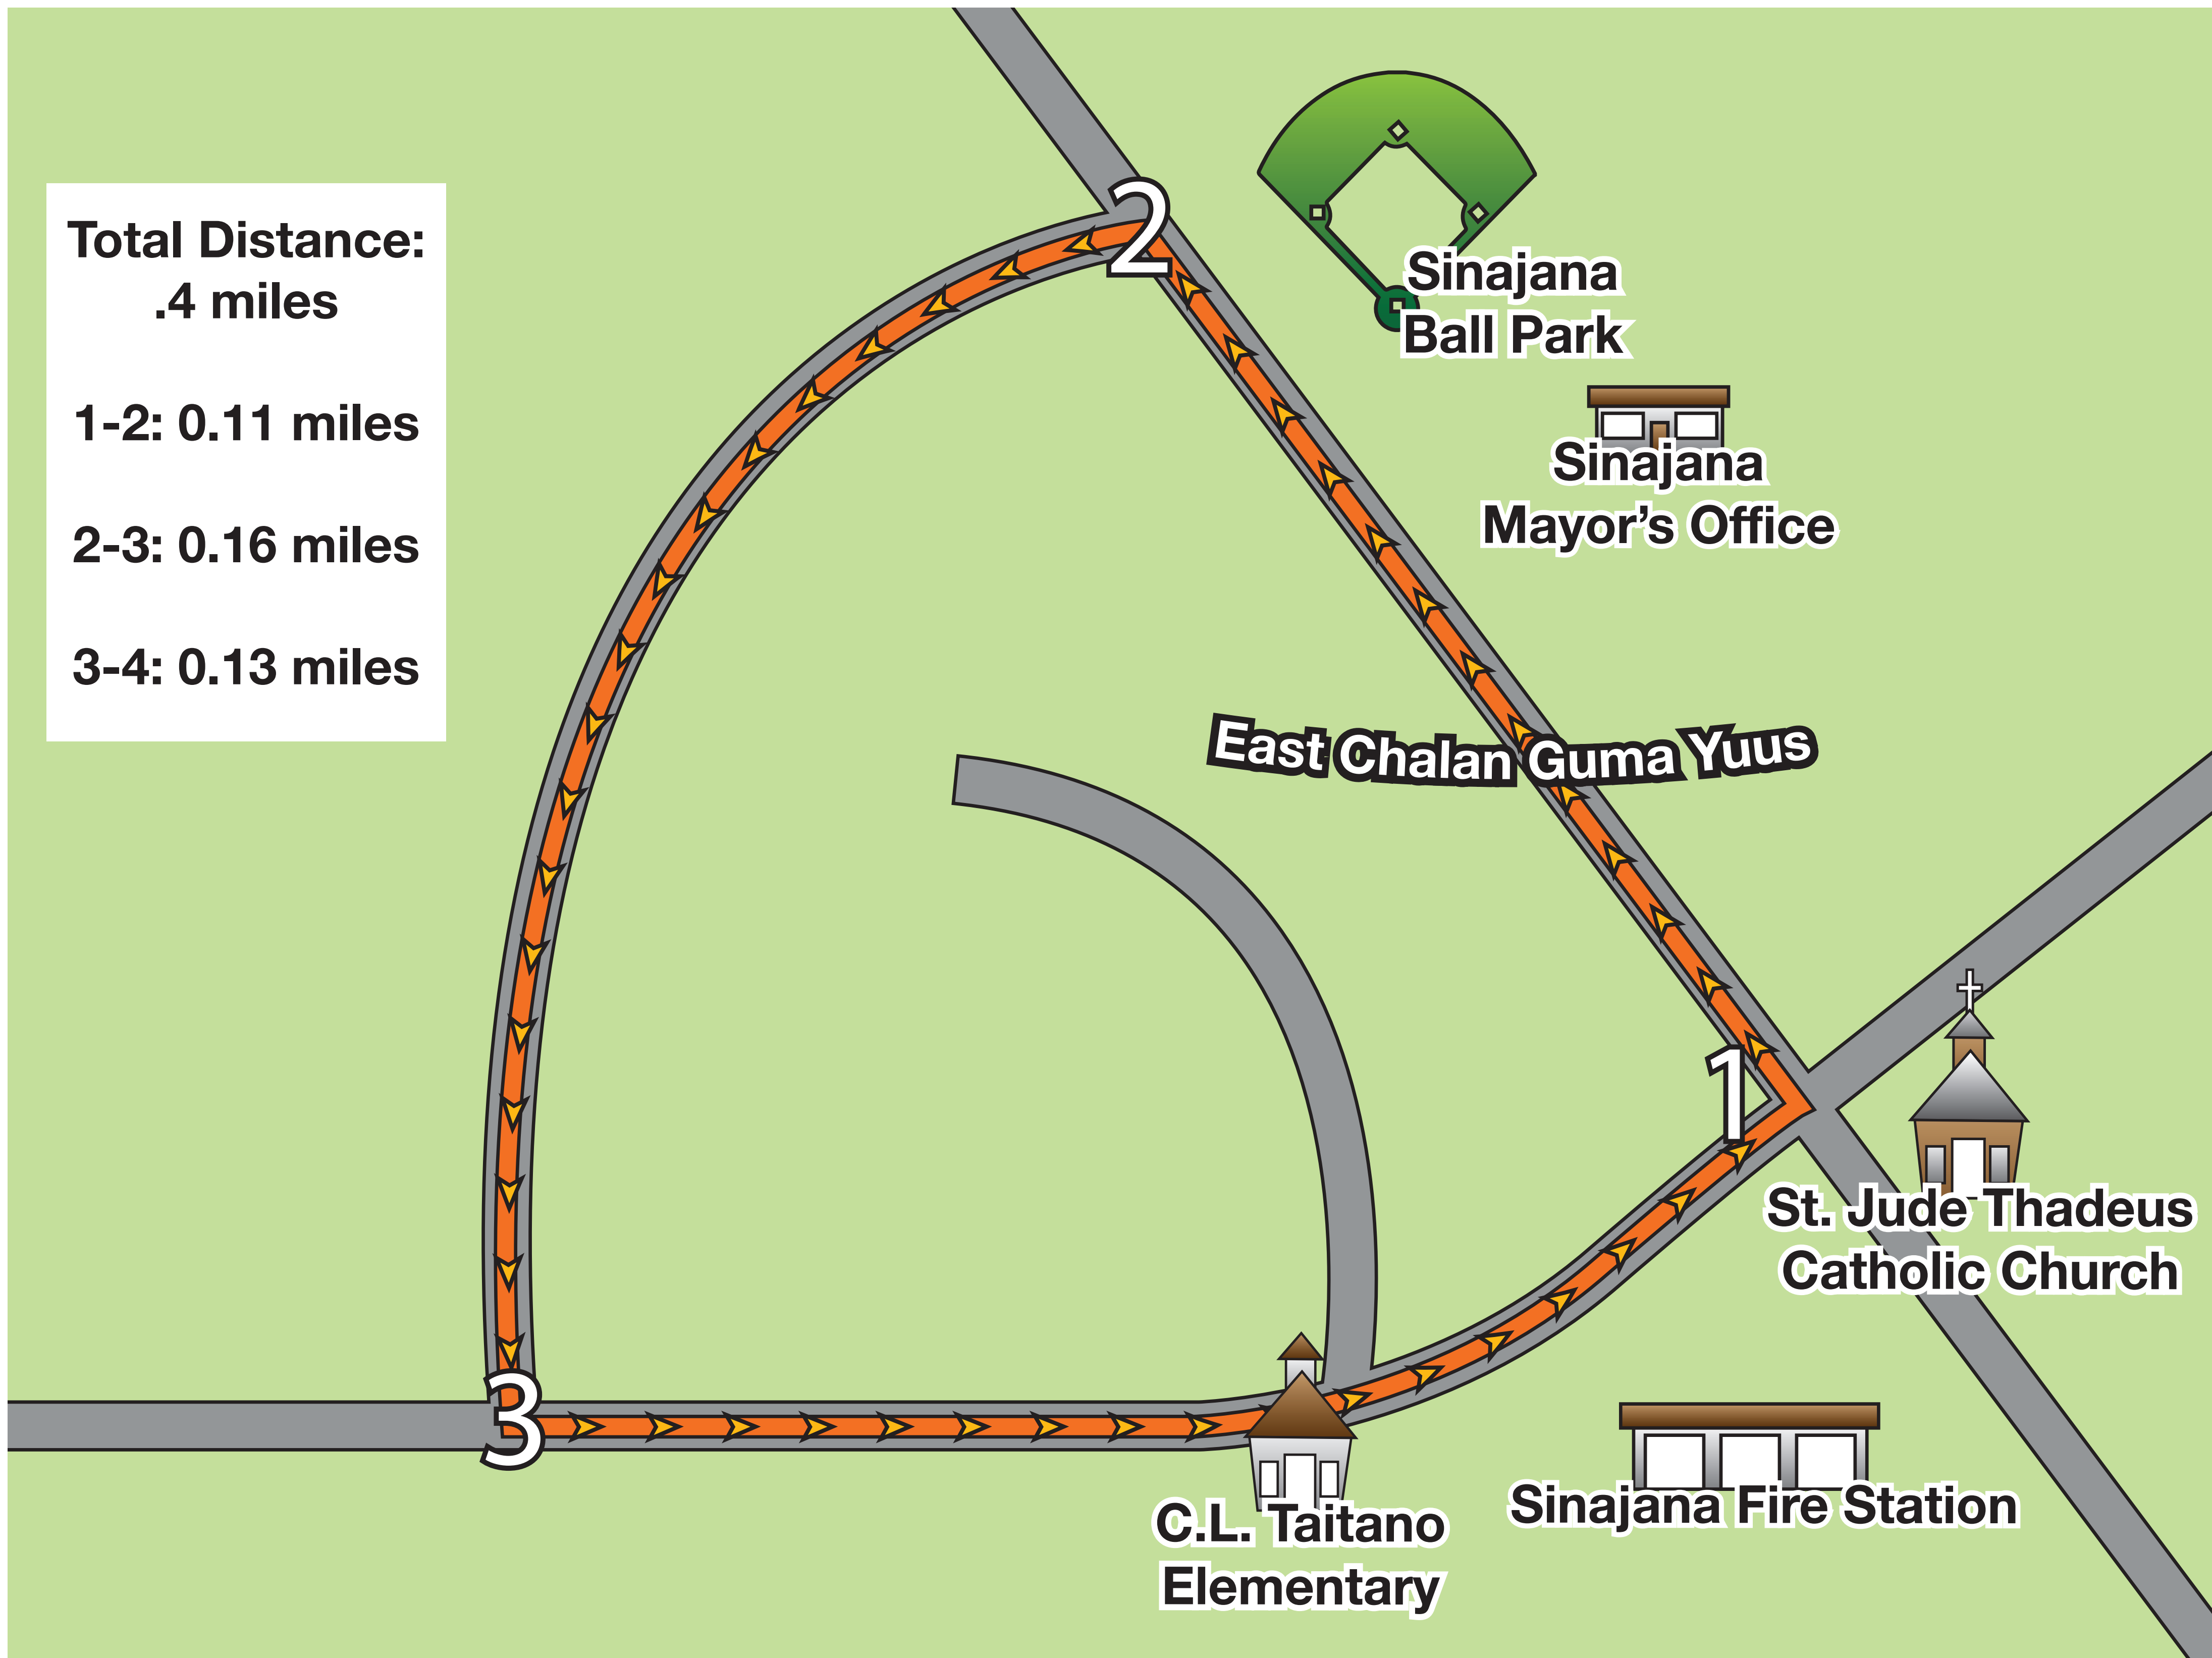 Total Distance:
.4 miles
1-2: 0.11 miles
2-3: 0.16 miles
3-4: 0.13 miles
2
Sinajana
Ball Park
Sinajana
Mayor’s Office
East Chalan Guma Yuus
1
St. Jude Thadeus
Catholic Church
3
Sinajana Fire Station
C.L. Taitano
Elementary